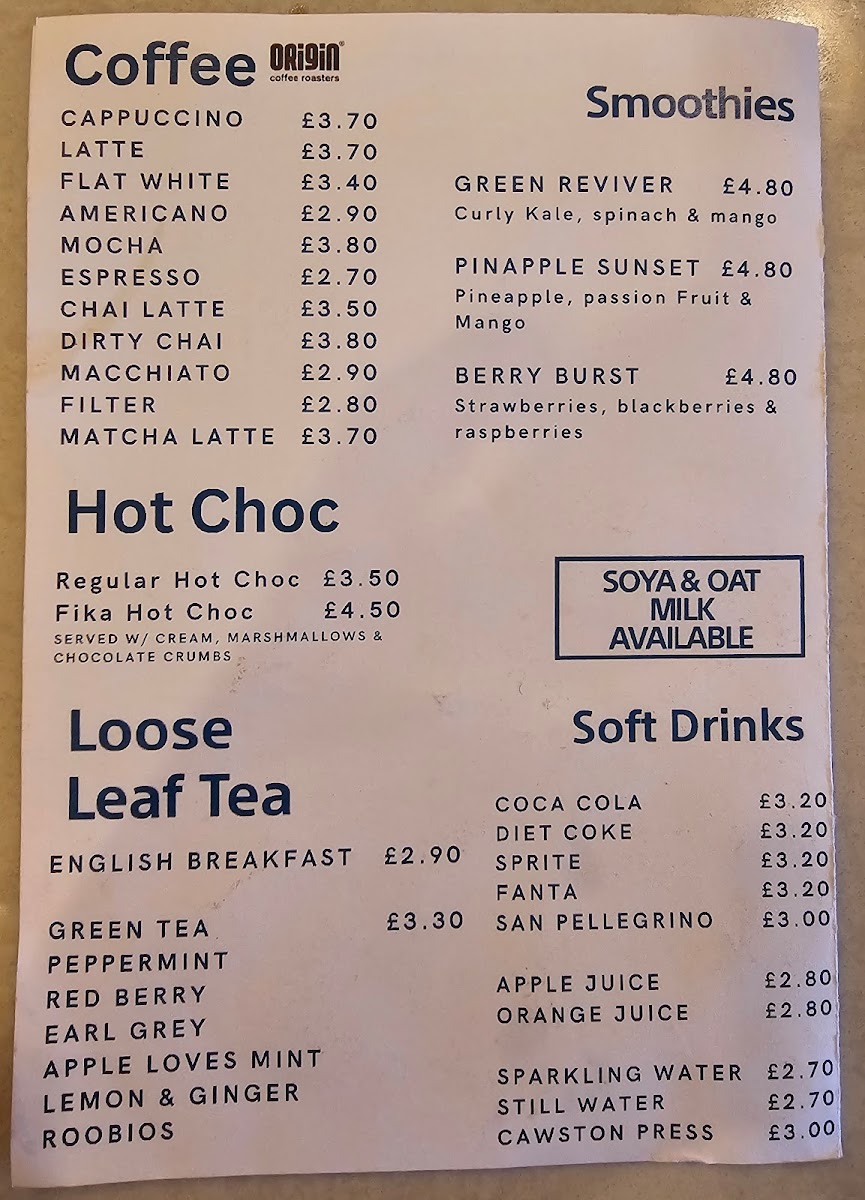 Coffee ORiGiN®
coffee roasters
CAPPUCCINO £3.70
LATTE £3.70
FLAT WHITE £3.40
AMERICANO £2.90
MOCHA £3.80
ESPRESSO £2.70
CHAI LATTE £3.50
DIRTY CHAI £3.80
MACCHIATO £2.90
FILTER £2.80
MATCHA LATTE £3.70
Hot Choc
Regular Hot Choc £3.50
Fika Hot Choc £4.50
SERVED W/ CREAM, MARSHMALLOWS &
CHOCOLATE CRUMBS
Loose
Leaf Tea
ENGLISH BREAKFAST £2.90
GREEN TEA £3.30
PEPPERMINT
RED BERRY
EARL GREY
APPLE LOVES MINT
LEMON & GINGER
ROOBIOS
Smoothies
GREEN REVIVER £4.80
Curly Kale, spinach & mango
PINAPPLE SUNSET £4.80
Pineapple, passion Fruit &
Mango
BERRY BURST £4.80
Strawberries, blackberries &
raspberries
SOYA & OAT
MILK
AVAILABLE
Soft Drinks
COCA COLA £3.20
DIET COKE £3.20
SPRITE £3.20
FANTA £3.20
SAN PELLEGRINO £3.00
APPLE JUICE £2.80
ORANGE JUICE £2.80
SPARKLING WATER £2.70
STILL WATER £2.70
CAWSTON PRESS £3.00